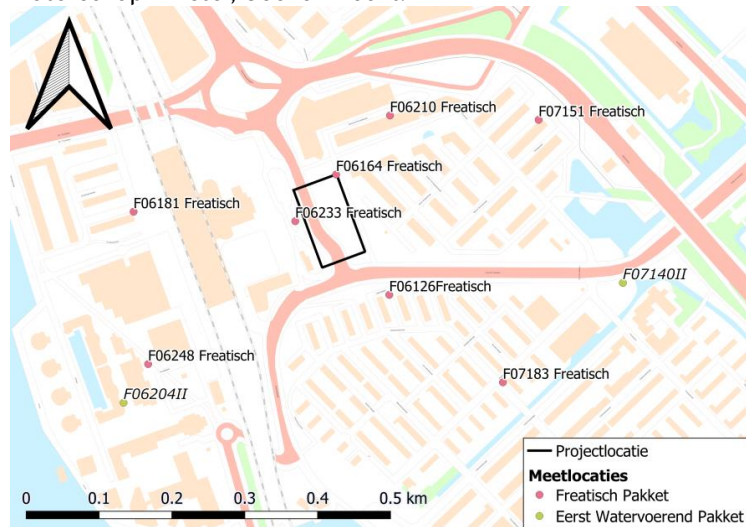 F06210 Freatisch
F07151 Freatisch
F06164 Freatisch
F06181 Freatisch
F06233 Freatisch
F07140II
F06126Freatisch
F06248 Freatisch
F07183 Freatisch
F06204II
Projectlocatie
Meetlocaties
Freatisch Pakket
Eerst Watervoerend Pakket
0 0.1 0.2 0.3 0.4 0.5 km